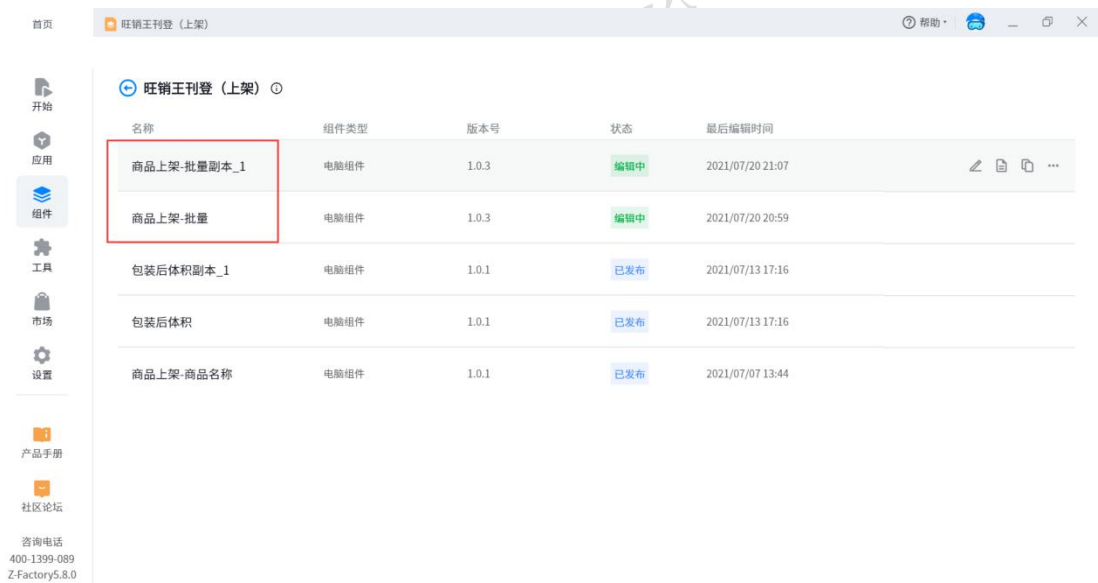 首页
旺销王刊登（上架）
帮助
开始
应用
组件
工具
市场
设置
产品手册
社区论坛
咨询电话
400-1399-089
Z-Factory5.8.0
旺销王刊登（上架）
名称 组件类型 版本号 状态 最后编辑时间
商品上架-批量副本_1 电脑组件 1.0.3 编辑中 2021/07/20 21:07
商品上架-批量 电脑组件 1.0.3 编辑中 2021/07/20 20:59
包装后体积副本_1 电脑组件 1.0.1 已发布 2021/07/13 17:16
包装后体积 电脑组件 1.0.1 已发布 2021/07/13 17:16
商品上架-商品名称 电脑组件 1.0.1 已发布 2021/07/07 13:44